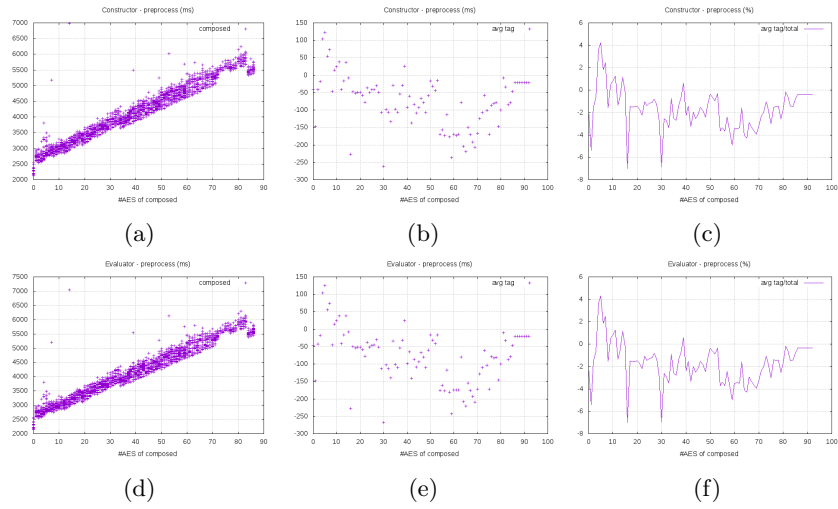 Constructor - preprocess (ms)
composed
7000
6500
6000
5500
5000
4500
4000
3500
3000
2500
2000
0 10 20 30 40 50 60 70 80 90
#AES of composed
(a)
Constructor - preprocess (ms)
avg tag
150
100
50
0
-50
-100
-150
-200
-250
-300
0 10 20 30 40 50 60 70 80 90 100
#AES of composed
(b)
Constructor - preprocess (%)
avg tag/total
6
4
2
0
-2
-4
-6
-8
0 10 20 30 40 50 60 70 80 90 100
#AES of composed
(c)
Evaluator - preprocess (ms)
composed
7500
7000
6500
6000
5500
5000
4500
4000
3500
3000
2500
2000
0 10 20 30 40 50 60 70 80 90
#AES of composed
(d)
Evaluator - preprocess (ms)
avg tag
150
100
50
0
-50
-100
-150
-200
-250
-300
0 10 20 30 40 50 60 70 80 90 100
#AES of composed
(e)
Evaluator - preprocess (%)
avg tag/total
6
4
2
0
-2
-4
-6
-8
0 10 20 30 40 50 60 70 80 90 100
#AES of composed
(f)